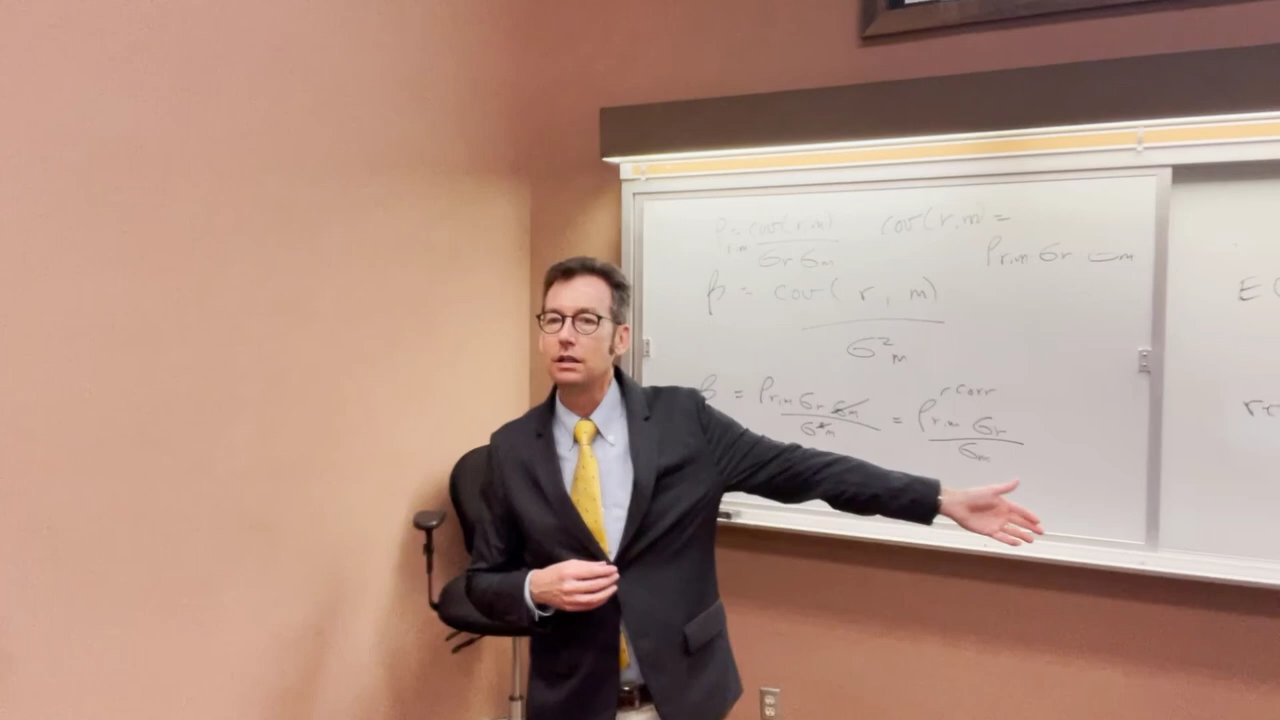 ρr,m = cov(r,m) / σr σm
cov(r,m) =
ρr,m σr σm
β = cov(r, m) / σ²m
β = ρr,m σr σm / σ²m = ρr,m σr / σm
r corr
E(